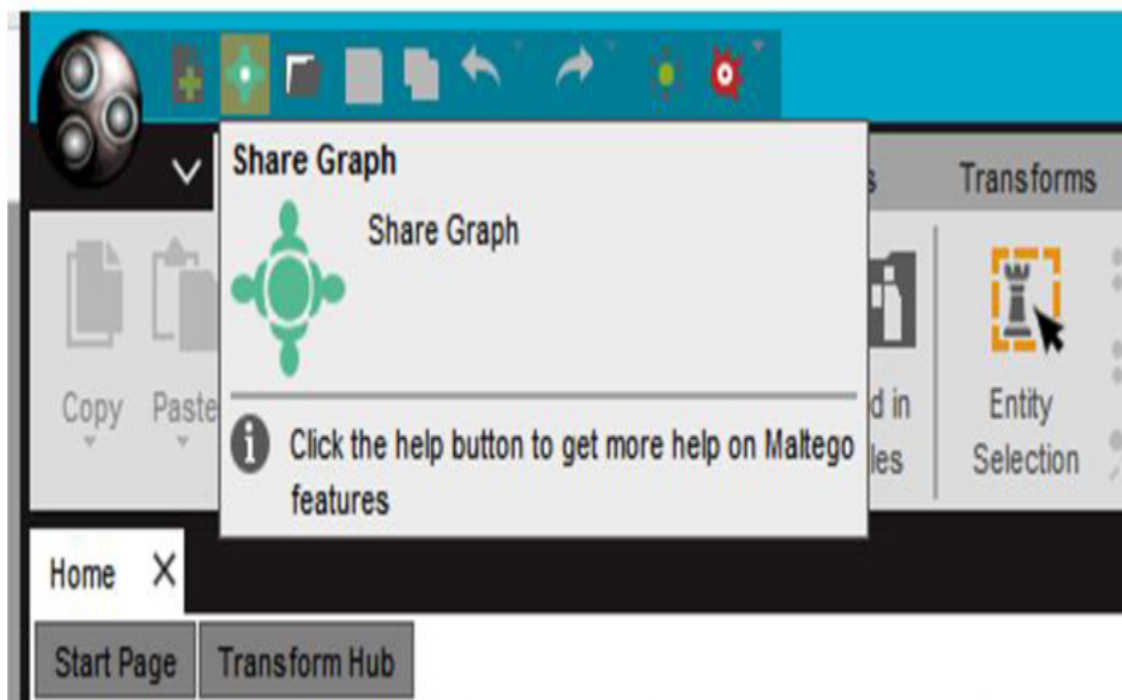 Share Graph
Share Graph
Transforms
Copy
Paste
d in
les
Entity
Selection
Click the help button to get more help on Maltego
features
Home
Start Page
Transform Hub